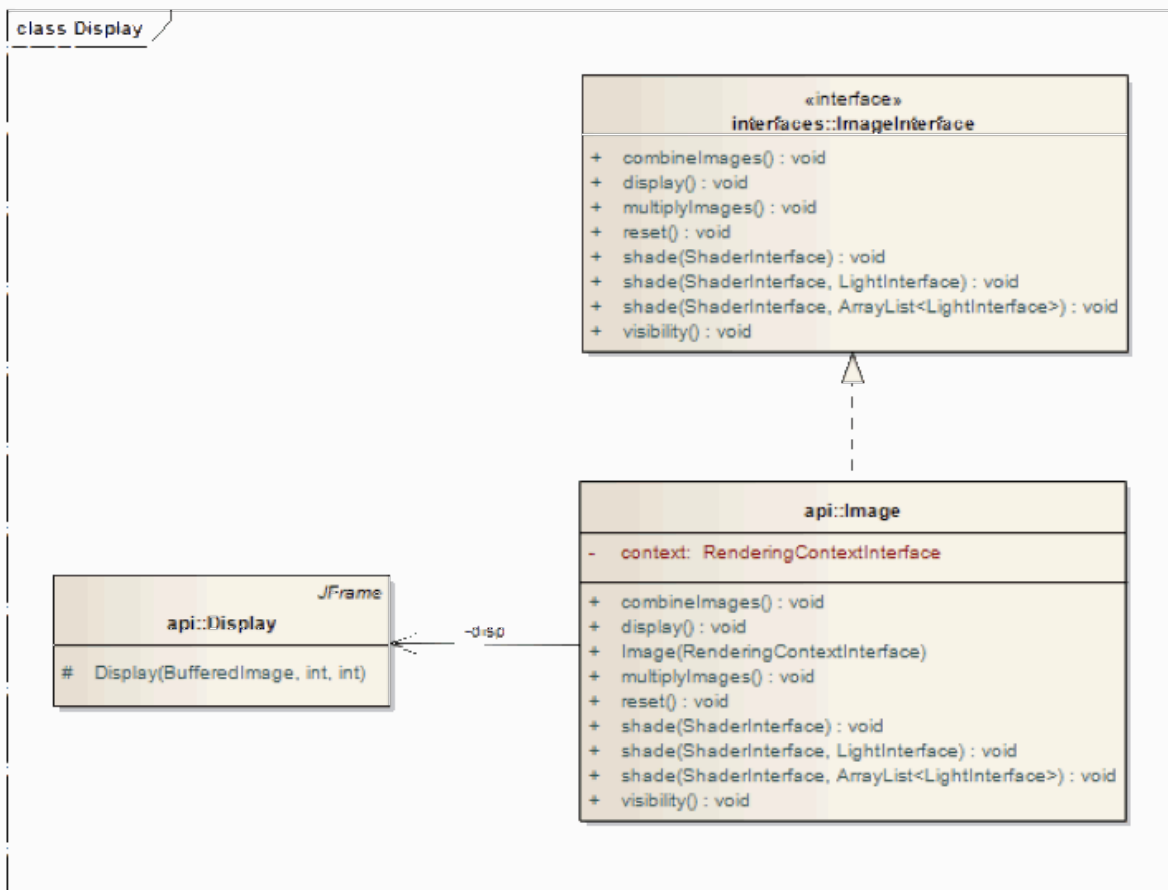 class Display
«interface»
interfaces::ImageInterface
+ combineImages() : void
+ display() : void
+ multiplyImages() : void
+ reset() : void
+ shade(ShaderInterface) : void
+ shade(ShaderInterface, LightInterface) : void
+ shade(ShaderInterface, ArrayList<LightInterface>) : void
+ visibility() : void
api::Image
- context: RenderingContextInterface
+ combineImages() : void
+ display() : void
+ Image(RenderingContextInterface)
+ multiplyImages() : void
+ reset() : void
+ shade(ShaderInterface) : void
+ shade(ShaderInterface, LightInterface) : void
+ shade(ShaderInterface, ArrayList<LightInterface>) : void
+ visibility() : void
-disp
JFrame
api::Display
# Display(BufferedImage, int, int)